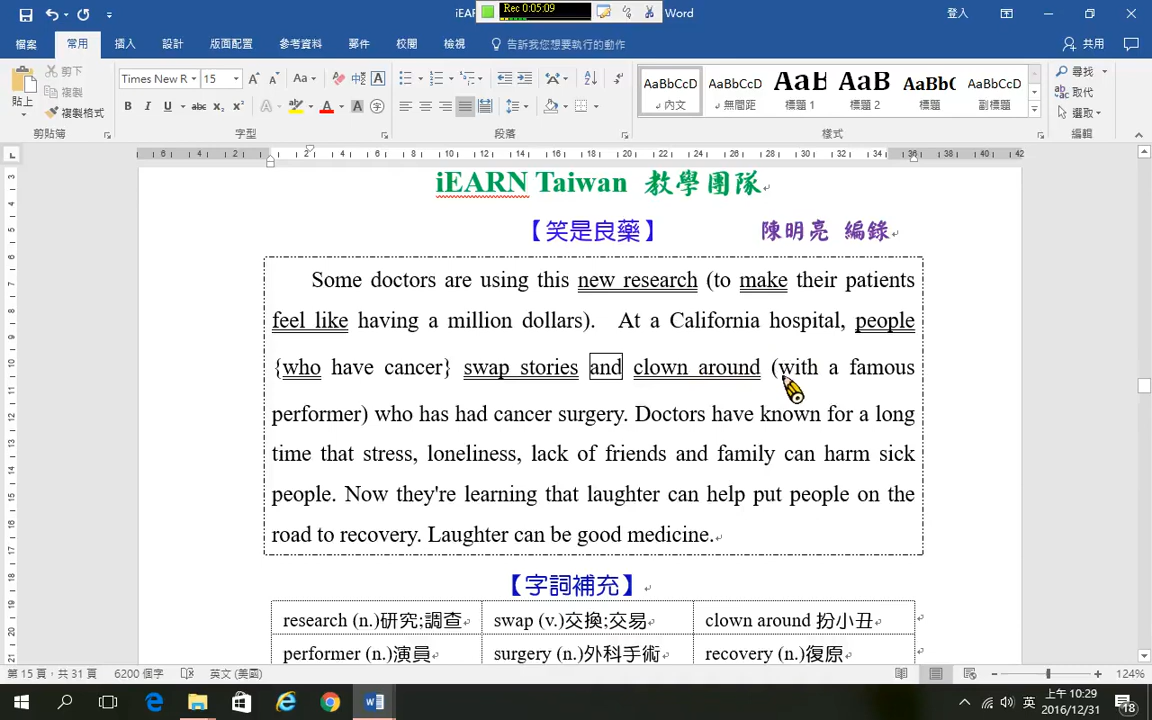 iEAR
Rec 0:05:09
Word
登入
檔案 常用 插入 設計 版面配置 參考資料 郵件 校閱 檢視 告訴我您想要執行的動作 共用
貼上 剪下 複製 複製格式
Times New R 15
AaBbCcD AaBbCcD AaBb AaB AaBbC AaBbCcD
內文 無間距 標題 1 標題 2 標題 副標題
尋找 取代 選取
剪貼簿 字型 段落 樣式 編輯
iEARN Taiwan 教學團隊
【笑是良藥】 陳明亮 編錄
Some doctors are using this new research (to make their patients
feel like having a million dollars). At a California hospital, people
{who have cancer} swap stories and clown around (with a famous
performer) who has had cancer surgery. Doctors have known for a long
time that stress, loneliness, lack of friends and family can harm sick
people. Now they're learning that laughter can help put people on the
road to recovery. Laughter can be good medicine.
【字詞補充】
research (n.)研究;調查 swap (v.)交換;交易 clown around 扮小丑
performer (n.)演員 surgery (n.)外科手術 recovery (n.)復原
第 15 頁，共 31 頁 6200 個字 英文 (美國) 124%
英 上午 10:29
2016/12/31 18